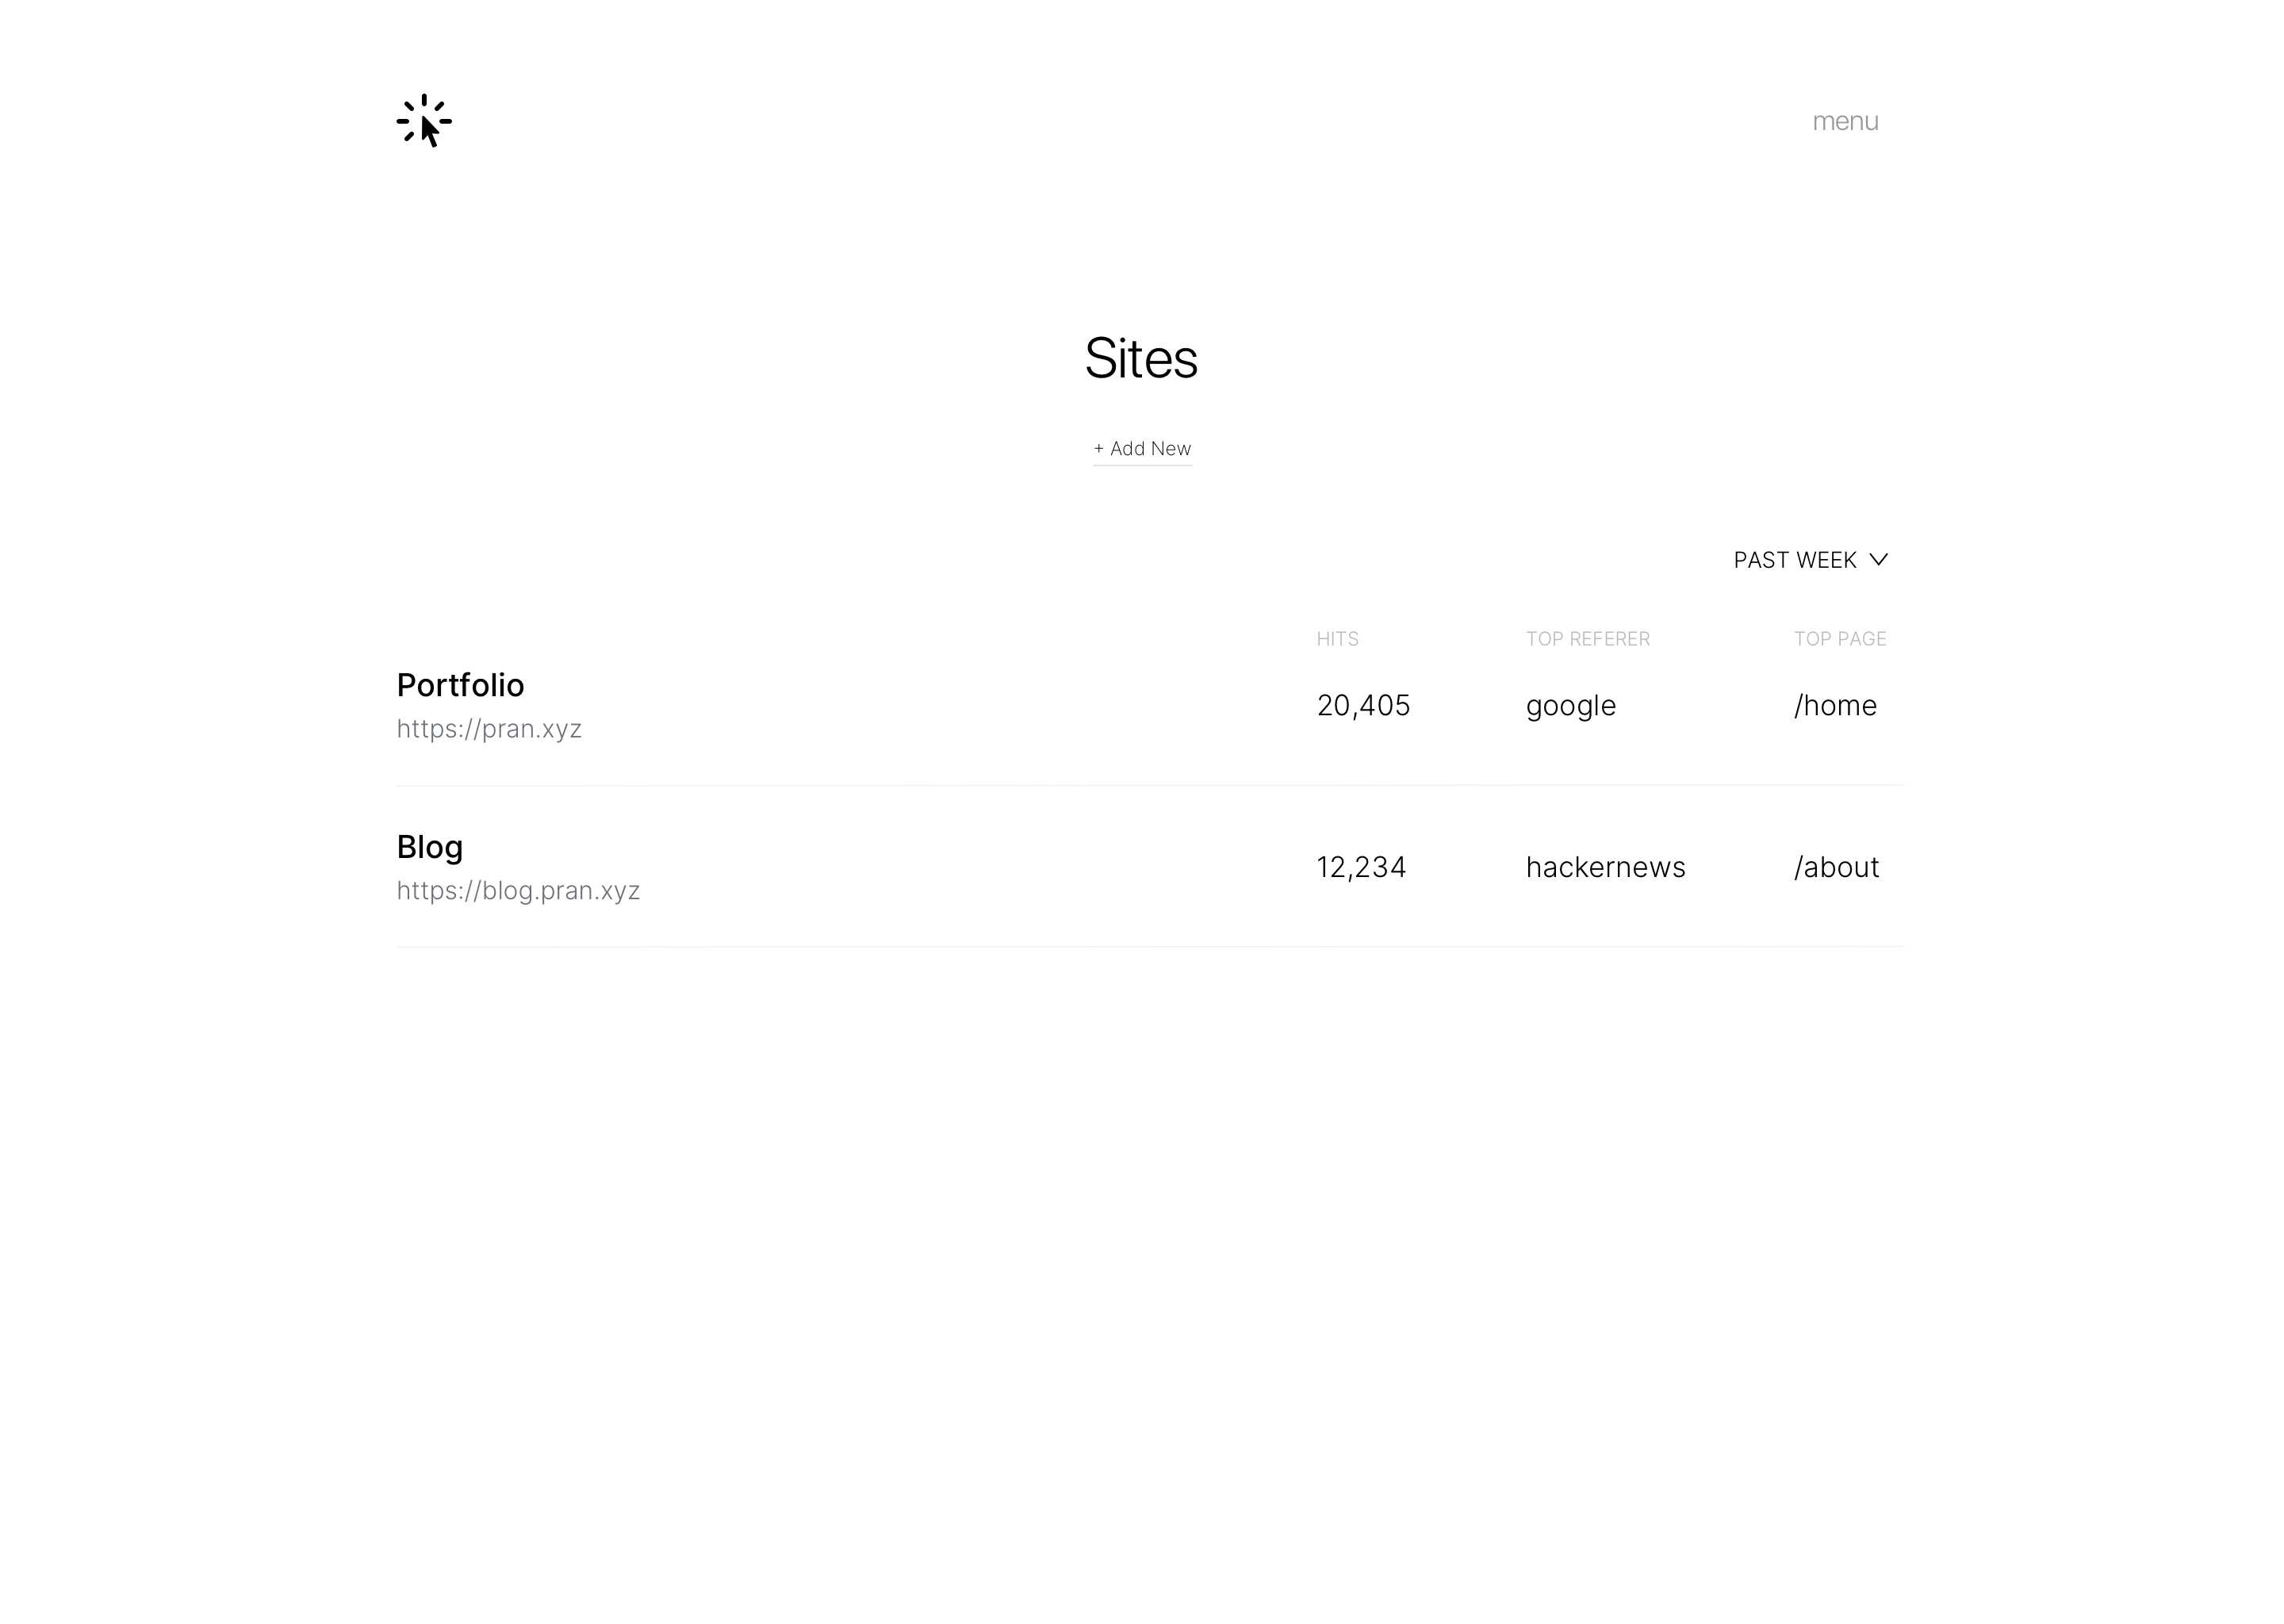 menu
Sites
+ Add New
PAST WEEK
HITS TOP REFERER TOP PAGE
Portfolio
https://pran.xyz
20,405 google /home
Blog
https://blog.pran.xyz
12,234 hackernews /about